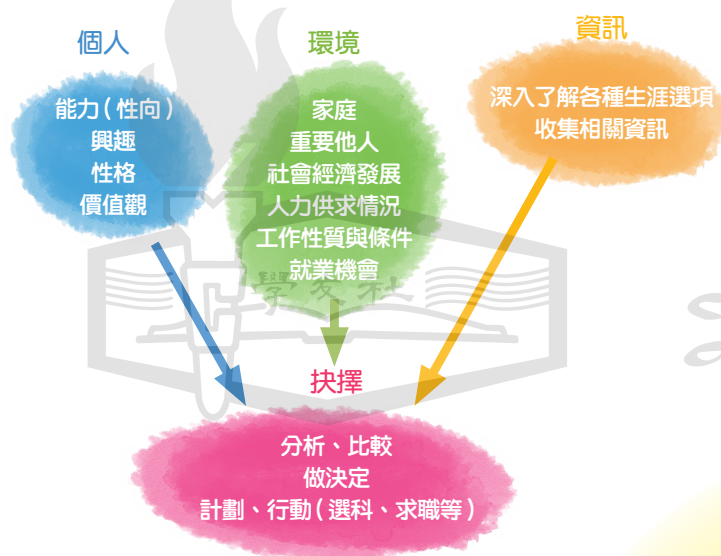 個人
能力（性向）
興趣
性格
價值觀
環境
家庭
重要他人
社會經濟發展
人力供求情況
工作性質與條件
就業機會
資訊
深入了解各種生涯選項
收集相關資訊
學友社
抉擇
分析、比較
做決定
計劃、行動（選科、求職等）